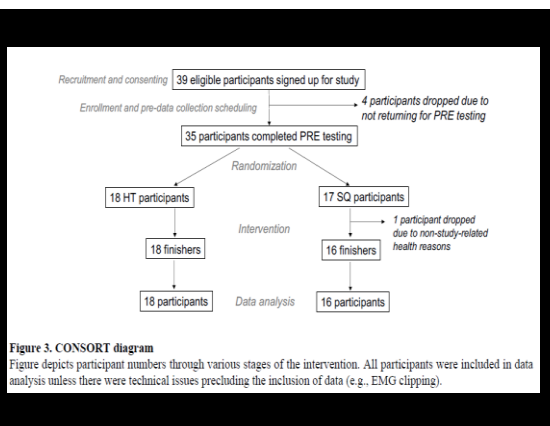 Recruitment and consenting
39 eligible participants signed up for study
Enrollment and pre-data collection scheduling
4 participants dropped due to
not returning for PRE testing
35 participants completed PRE testing
Randomization
18 HT participants
17 SQ participants
Intervention
1 participant dropped
due to non-study-related
health reasons
18 finishers
16 finishers
18 participants
Data analysis
16 participants
Figure 3. CONSORT diagram
Figure depicts participant numbers through various stages of the intervention. All participants were included in data
analysis unless there were technical issues precluding the inclusion of data (e.g., EMG clipping).